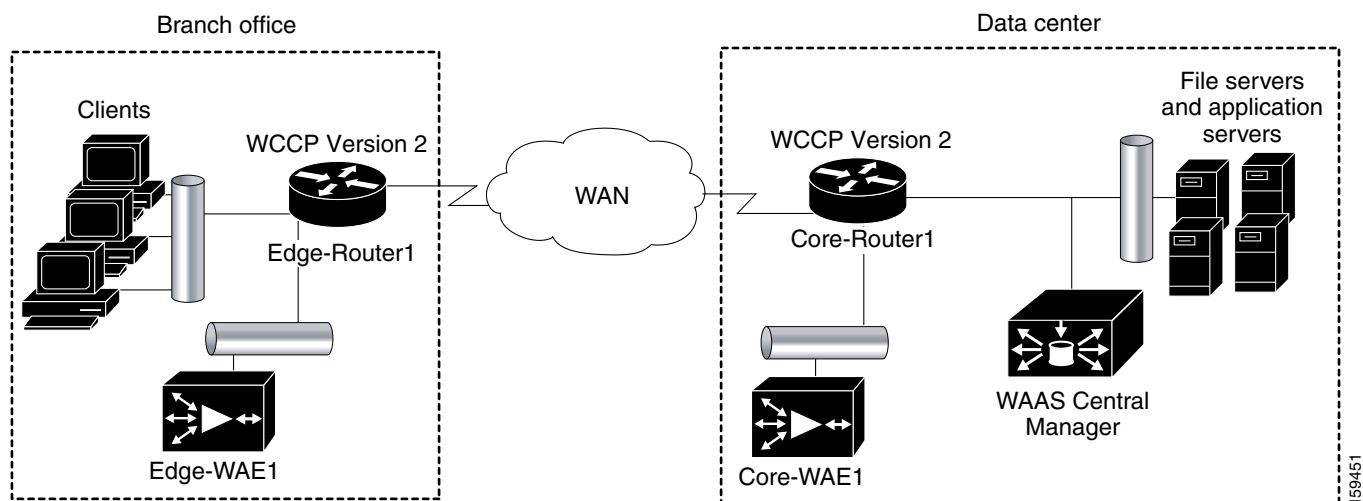 Branch office
Data center
Clients
WCCP Version 2
Edge-Router1
Edge-WAE1
WAN
WCCP Version 2
Core-Router1
Core-WAE1
File servers
and application
servers
WAAS Central
Manager
159451